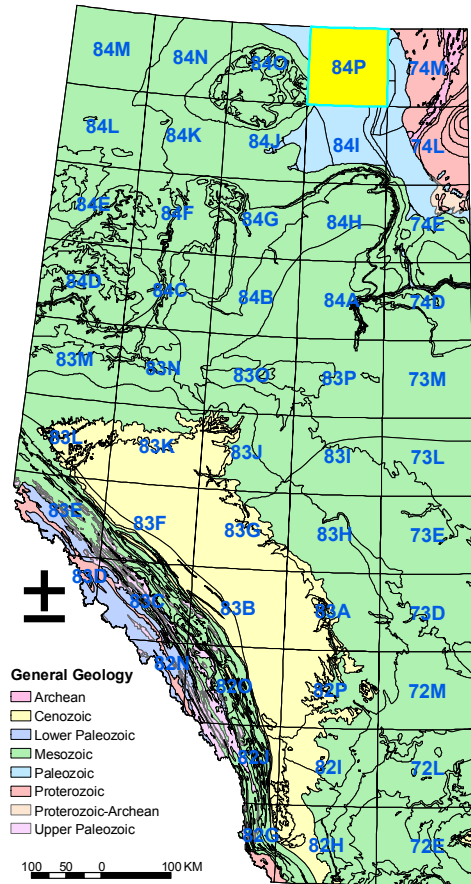 84M 84N 84O 84P 74M
84L 84K 84J 84I 74L
84E 84F 84G 84H 74E
84D 84C 84B 84A 74D
83M 83N 83O 83P 73M
83L 83K 83J 83I 73L
83E 83F 83G 83H 73E
83D 83C 83B 83A 73D
82N 82O 82P 72M
82J 82I 72L
82G 82H 72E
±
General Geology
Archean
Cenozoic
Lower Paleozoic
Mesozoic
Paleozoic
Proterozoic
Proterozoic-Archean
Upper Paleozoic
100 50 0 100 KM